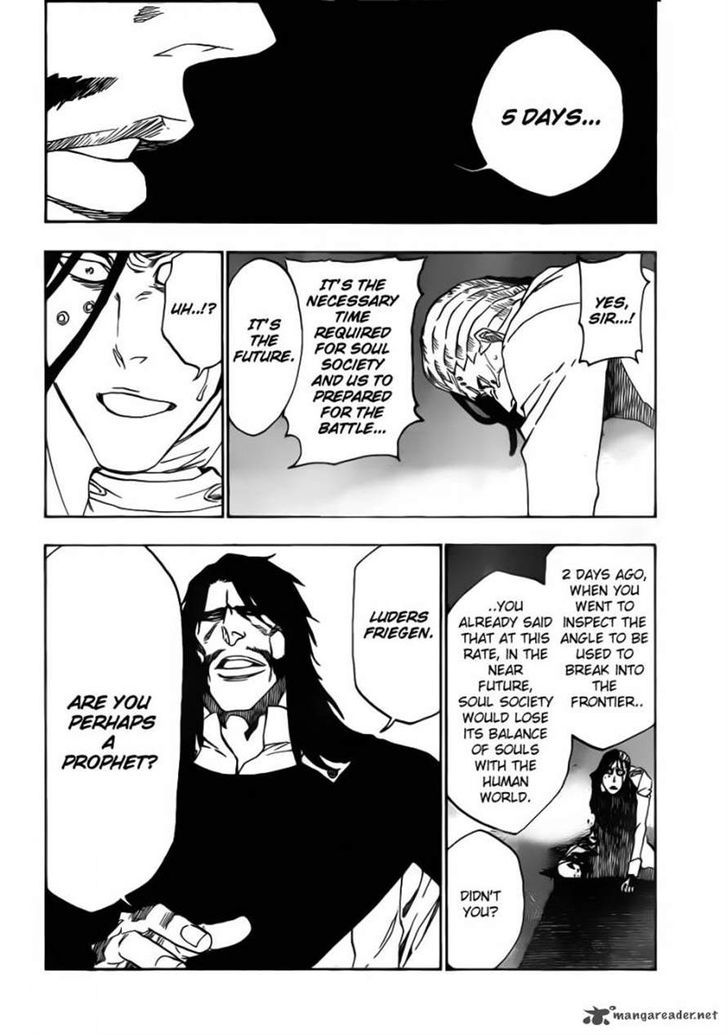 5 DAYS...
YES,
SIR...!
IT'S THE
NECESSARY
TIME
REQUIRED
FOR SOUL
SOCIETY
AND US TO
PREPARED
FOR THE
BATTLE...
IT'S
THE
FUTURE.
UH..!?
2 DAYS AGO,
WHEN YOU
WENT TO
INSPECT THE
ANGLE TO BE
USED TO
BREAK INTO
THE
FRONTIER..
..YOU
ALREADY SAID
THAT AT THIS
RATE, IN THE
NEAR
FUTURE,
SOUL SOCIETY
WOULD LOSE
ITS BALANCE
OF SOULS
WITH THE
HUMAN
WORLD.
DIDN'T
YOU?
LUDERS
FRIEGEN.
ARE YOU
PERHAPS
A
PROPHET?
mangareader.net